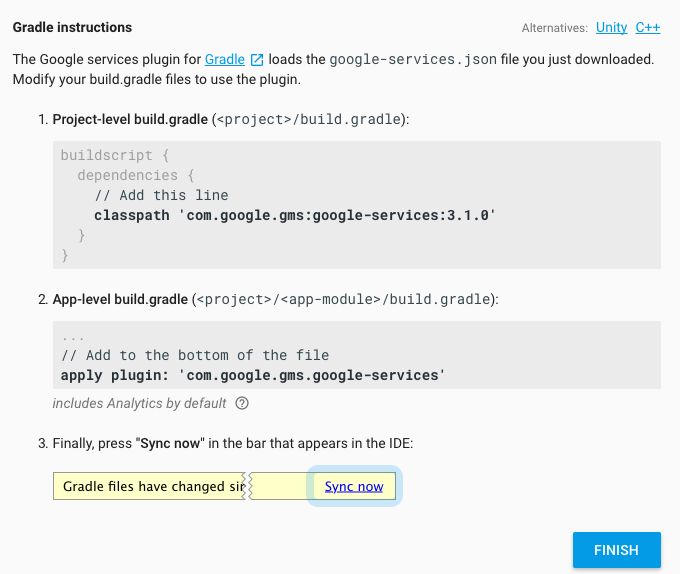 Gradle instructions
Alternatives: Unity C++
The Google services plugin for Gradle loads the google-services.json file you just downloaded.
Modify your build.gradle files to use the plugin.
1. Project-level build.gradle (<project>/build.gradle):
buildscript {
dependencies {
// Add this line
classpath 'com.google.gms:google-services:3.1.0'
}
}
2. App-level build.gradle (<project>/<app-module>/build.gradle):
...
// Add to the bottom of the file
apply plugin: 'com.google.gms.google-services'
includes Analytics by default ?
3. Finally, press "Sync now" in the bar that appears in the IDE:
Gradle files have changed sin Sync now
FINISH